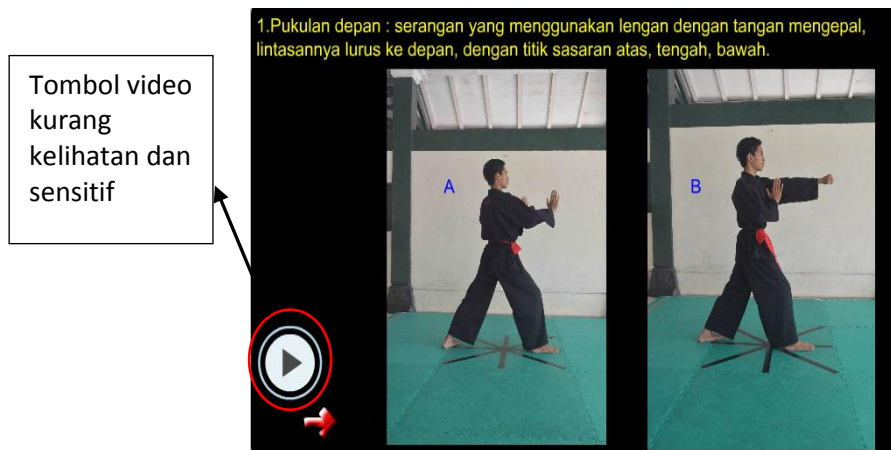 1.Pukulan depan : serangan yang menggunakan lengan dengan tangan mengepal,
lintasannya lurus ke depan, dengan titik sasaran atas, tengah, bawah.
Tombol video
kurang
kelihatan dan
sensitif
A
B